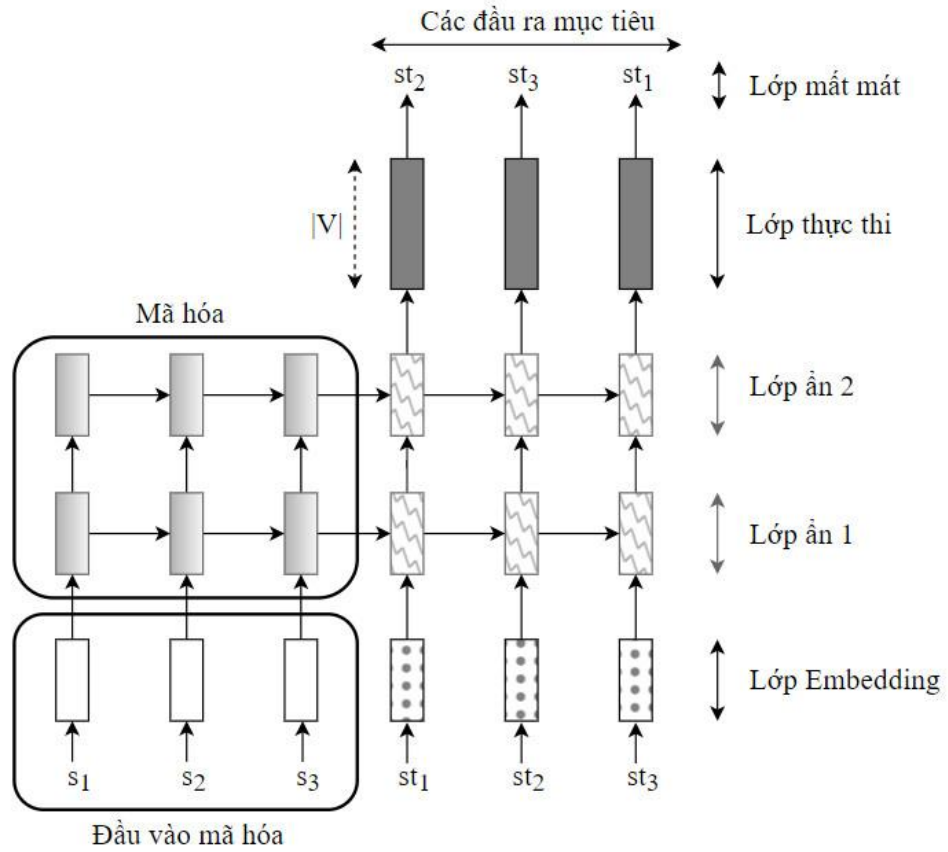 Các đầu ra mục tiêu
st2 st3 st1
Lớp mất mát
|V|
Lớp thực thi
Mã hóa
Lớp ẩn 2
Lớp ẩn 1
Lớp Embedding
s1 s2 s3 st1 st2 st3
Đầu vào mã hóa